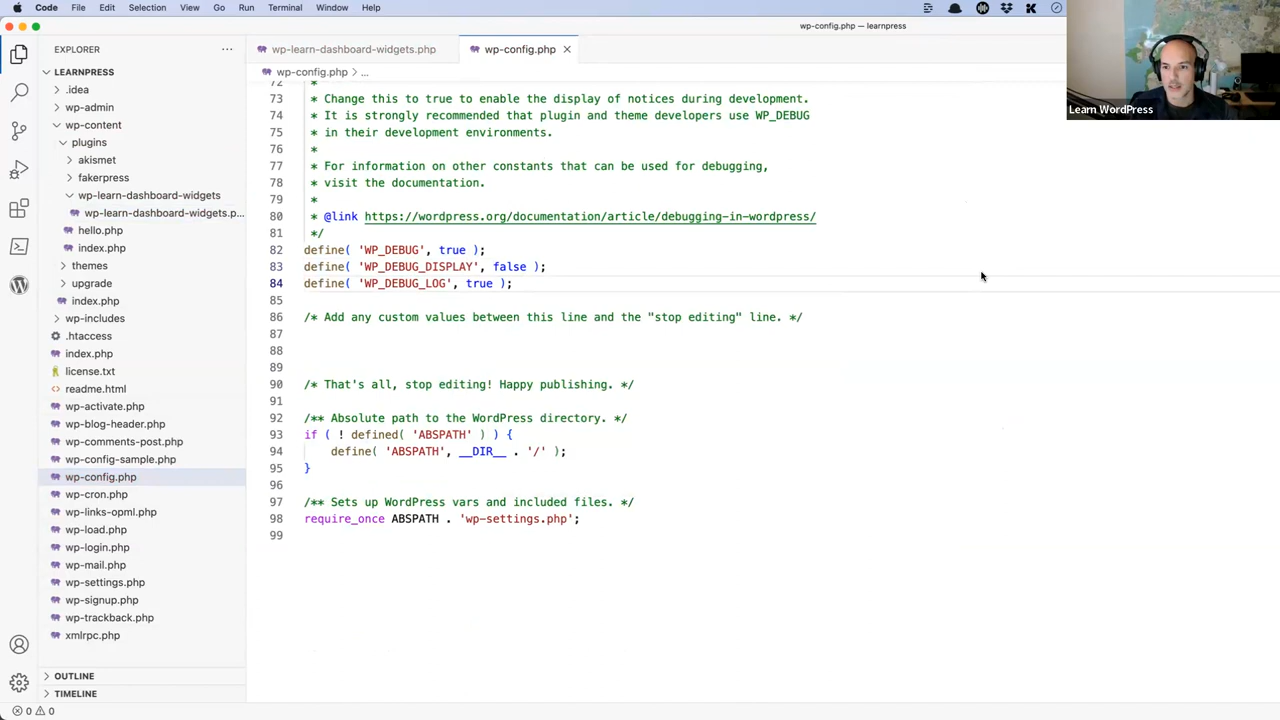 Code File Edit Selection View Go Run Terminal Window Help
wp-config.php — learnpress
EXPLORER
LEARNPRESS
.idea
wp-admin
wp-content
plugins
akismet
fakerpress
wp-learn-dashboard-widgets
wp-learn-dashboard-widgets.p...
hello.php
index.php
themes
upgrade
index.php
wp-includes
.htaccess
index.php
license.txt
readme.html
wp-activate.php
wp-blog-header.php
wp-comments-post.php
wp-config-sample.php
wp-config.php
wp-cron.php
wp-links-opml.php
wp-load.php
wp-login.php
wp-mail.php
wp-settings.php
wp-signup.php
wp-trackback.php
xmlrpc.php
OUTLINE
TIMELINE
0 0
wp-learn-dashboard-widgets.php wp-config.php
wp-config.php > ...
72 *
73 * Change this to true to enable the display of notices during development.
74 * It is strongly recommended that plugin and theme developers use WP_DEBUG
75 * in their development environments.
76 *
77 * For information on other constants that can be used for debugging,
78 * visit the documentation.
79 *
80 * @link https://wordpress.org/documentation/article/debugging-in-wordpress/
81 */
82 define( 'WP_DEBUG', true );
83 define( 'WP_DEBUG_DISPLAY', false );
84 define( 'WP_DEBUG_LOG', true );
85
86 /* Add any custom values between this line and the "stop editing" line. */
87
88
89
90 /* That's all, stop editing! Happy publishing. */
91
92 /** Absolute path to the WordPress directory. */
93 if ( ! defined( 'ABSPATH' ) ) {
94 define( 'ABSPATH', __DIR__ . '/' );
95 }
96
97 /** Sets up WordPress vars and included files. */
98 require_once ABSPATH . 'wp-settings.php';
99
Learn WordPress